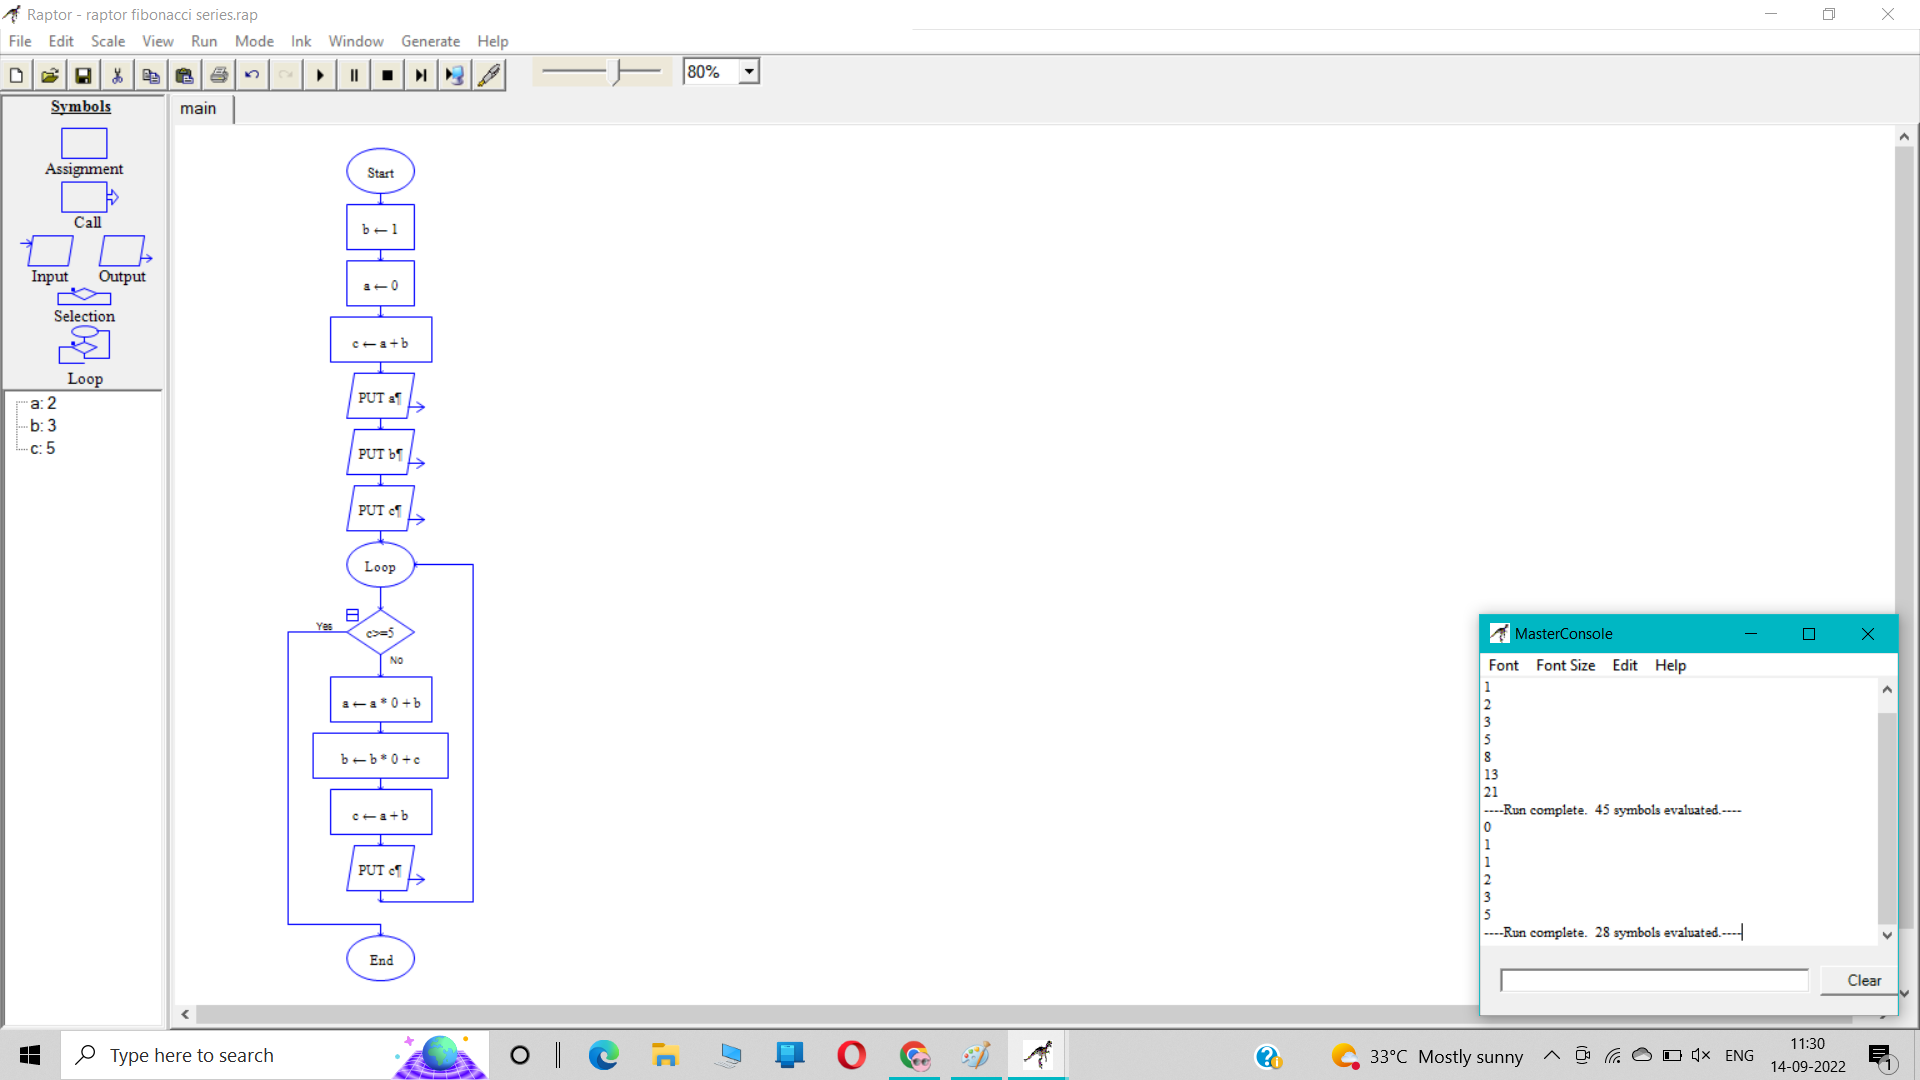 Raptor - raptor fibonacci series.rap
File Edit Scale View Run Mode Ink Window Generate Help
80%
Symbols
Assignment
Call
Input Output
Selection
Loop
a: 2
b: 3
c: 5
main
Start
b ← 1
a ← 0
c ← a + b
PUT a¶
PUT b¶
PUT c¶
Loop
Yes
c>=5
No
a ← a * 0 + b
b ← b * 0 + c
c ← a + b
PUT c¶
End
MasterConsole
Font Font Size Edit Help
1
2
3
5
8
13
21
----Run complete. 45 symbols evaluated.----
0
1
1
2
3
5
----Run complete. 28 symbols evaluated.----
Clear
Type here to search
33°C Mostly sunny
ENG
11:30
14-09-2022
1